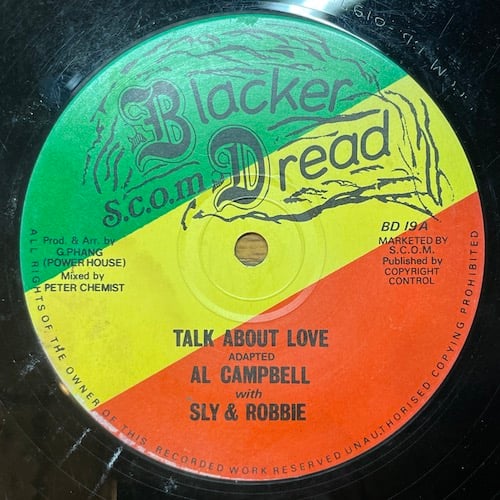 Blacker
Dread
S.c.o.m
Prod. & Arr. by
G.PHANG
(POWER HOUSE)
Mixed by
PETER CHEMIST
BD 19 A
MARKETED BY
S.C.O.M.
Published by
COPYRIGHT
CONTROL
TALK ABOUT LOVE
ADAPTED
AL CAMPBELL
with
SLY & ROBBIE
ALL RIGHTS OF THE OWNER OF THIS RECORDED WORK RESERVED UNAUTHORISED COPYING PROHIBITED